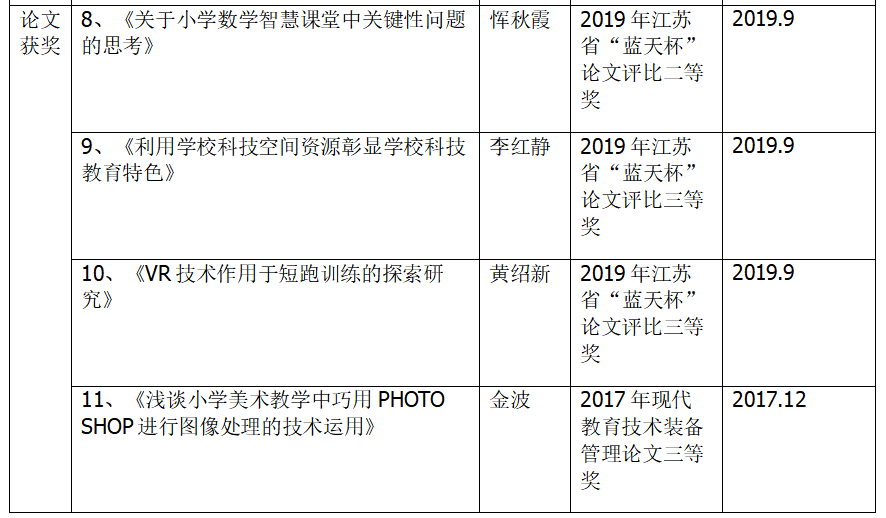 论文
获奖
8、《关于小学数学智慧课堂中关键性问题
的思考》
恽秋霞
2019 年江苏
省“蓝天杯”
论文评比二等
奖
2019.9
9、《利用学校科技空间资源彰显学校科技
教育特色》
李红静
2019 年江苏
省“蓝天杯”
论文评比三等
奖
2019.9
10、《VR 技术作用于短跑训练的探索研
究》
黄绍新
2019 年江苏
省“蓝天杯”
论文评比三等
奖
2019.9
11、《浅谈小学美术教学中巧用 PHOTO
SHOP 进行图像处理的技术运用》
金波
2017 年现代
教育技术装备
管理论文三等
奖
2017.12